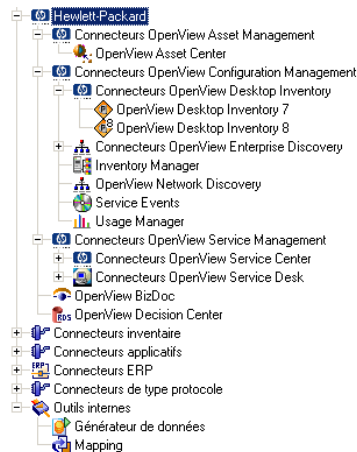 Hewlett-Packard
Connecteurs OpenView Asset Management
OpenView Asset Center
Connecteurs OpenView Configuration Management
Connecteurs OpenView Desktop Inventory
OpenView Desktop Inventory 7
8
OpenView Desktop Inventory 8
Connecteurs OpenView Enterprise Discovery
Inventory Manager
OpenView Network Discovery
Service Events
Usage Manager
Connecteurs OpenView Service Management
Connecteurs OpenView Service Center
Connecteurs OpenView Service Desk
OpenView BizDoc
RDS OpenView Decision Center
Connecteurs inventaire
Connecteurs applicatifs
ERP Connecteurs ERP
Connecteurs de type protocole
Outils internes
Générateur de données
Mapping